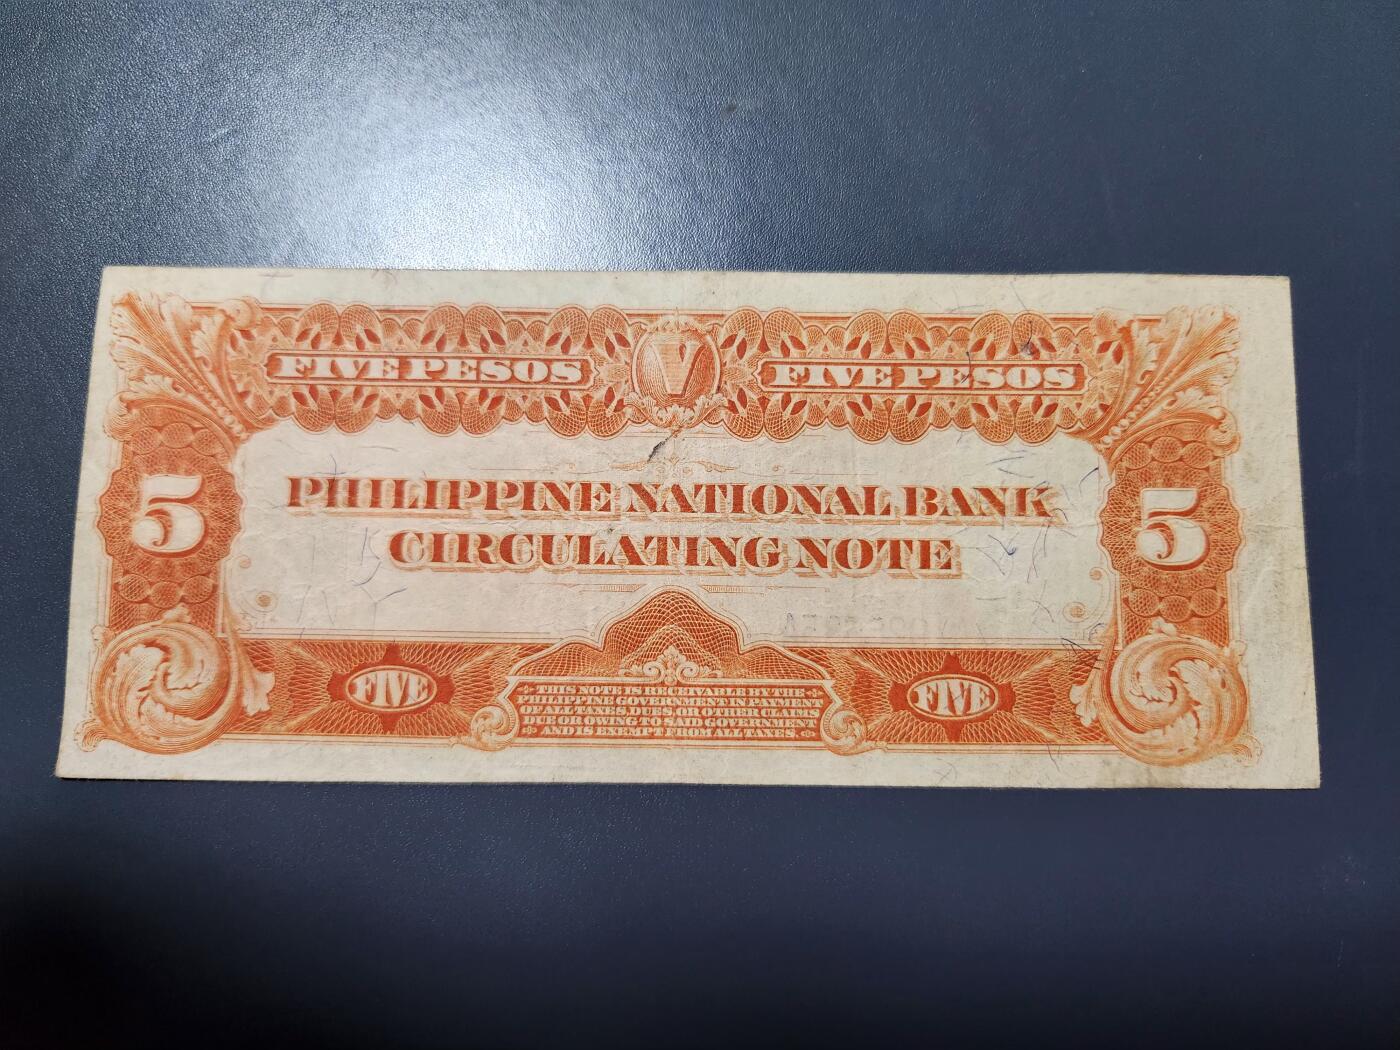 FIVE PESOS V FIVE PESOS
5 5
PHILIPPINE NATIONAL BANK
CIRCULATING NOTE
FIVE FIVE
THIS NOTE IS RECEIVABLE BY THE
PHILIPPINE GOVERNMENT IN PAYMENT
OF ALL TAXES, DUES, OR OTHER CLAIMS
DUE OR OWING TO SAID GOVERNMENT
AND IS EXEMPT FROM ALL TAXES.